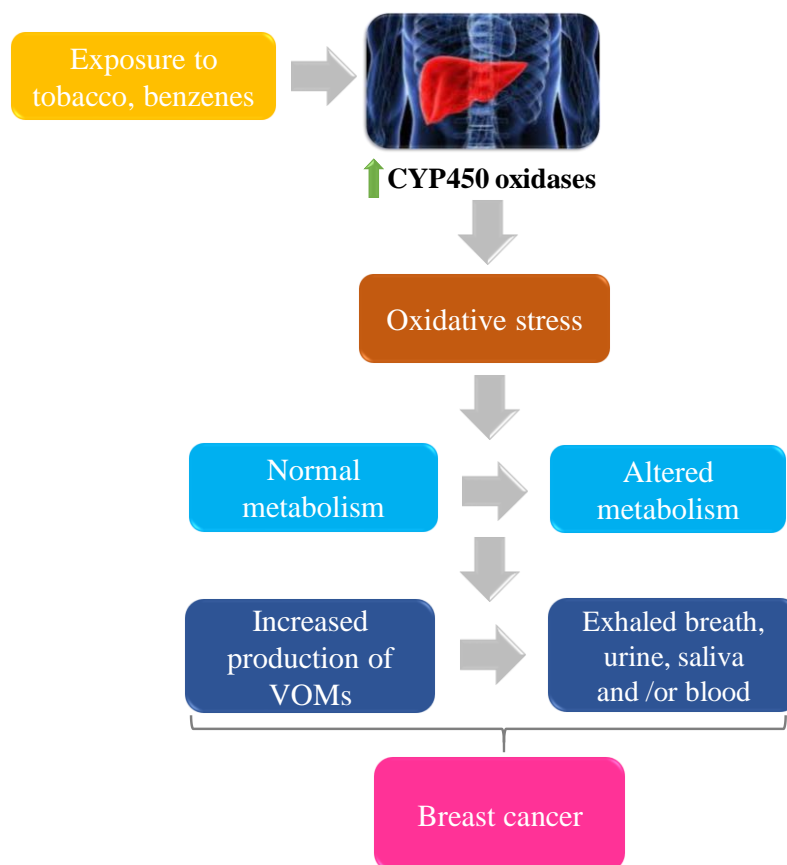 Exposure to
tobacco, benzenes
CYP450 oxidases
Oxidative stress
Normal
metabolism
Altered
metabolism
Increased
production of
VOMs
Exhaled breath,
urine, saliva
and /or blood
Breast cancer